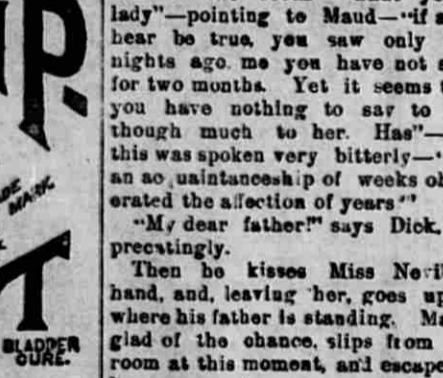 P.
DE
MARK
T
BLADDER
CURE.
lady"—pointing to Maud—"if
hear be true, you saw only
nights ago. me you have not
for two months. Yet it seems
you have nothing to say to
though much to her. Has"—
this was spoken very bitterly—"
an ac uaintanceship of weeks
erated the affection of years"
"My dear father!" says Dick,
precatingly.
Then he kisses Miss
hand, and, leaving her, goes up
where his father is standing.
glad of the chance, slips from
room at this moment, and escape